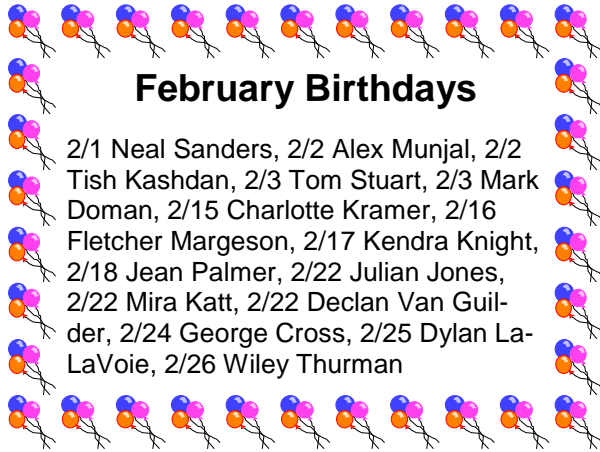 February Birthdays
2/1 Neal Sanders, 2/2 Alex Munjal, 2/2
Tish Kashdan, 2/3 Tom Stuart, 2/3 Mark
Doman, 2/15 Charlotte Kramer, 2/16
Fletcher Margeson, 2/17 Kendra Knight,
2/18 Jean Palmer, 2/22 Julian Jones,
2/22 Mira Katt, 2/22 Declan Van Guil-
der, 2/24 George Cross, 2/25 Dylan La-
LaVoie, 2/26 Wiley Thurman